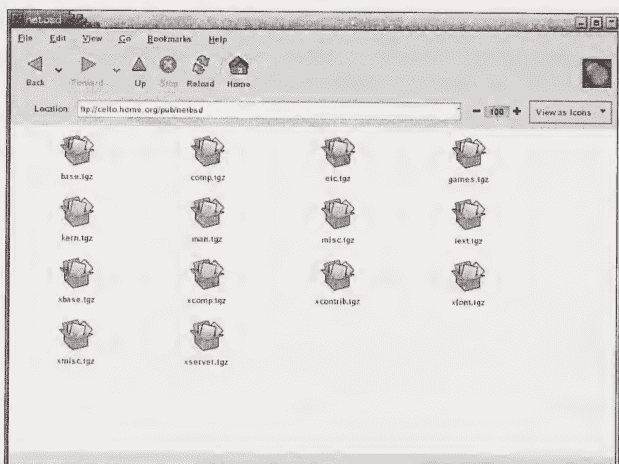 netbsd
File Edit View Go Bookmarks Help
Back Forward Up Stop Reload Home
Location: ftp://cello.home.org/pub/netbsd 100 View as Icons
base.tgz comp.tgz etc.tgz games.tgz
kern.tgz man.tgz misc.tgz text.tgz
xbase.tgz xcomp.tgz xcontrib.tgz xfont.tgz
xmisc.tgz xserver.tgz